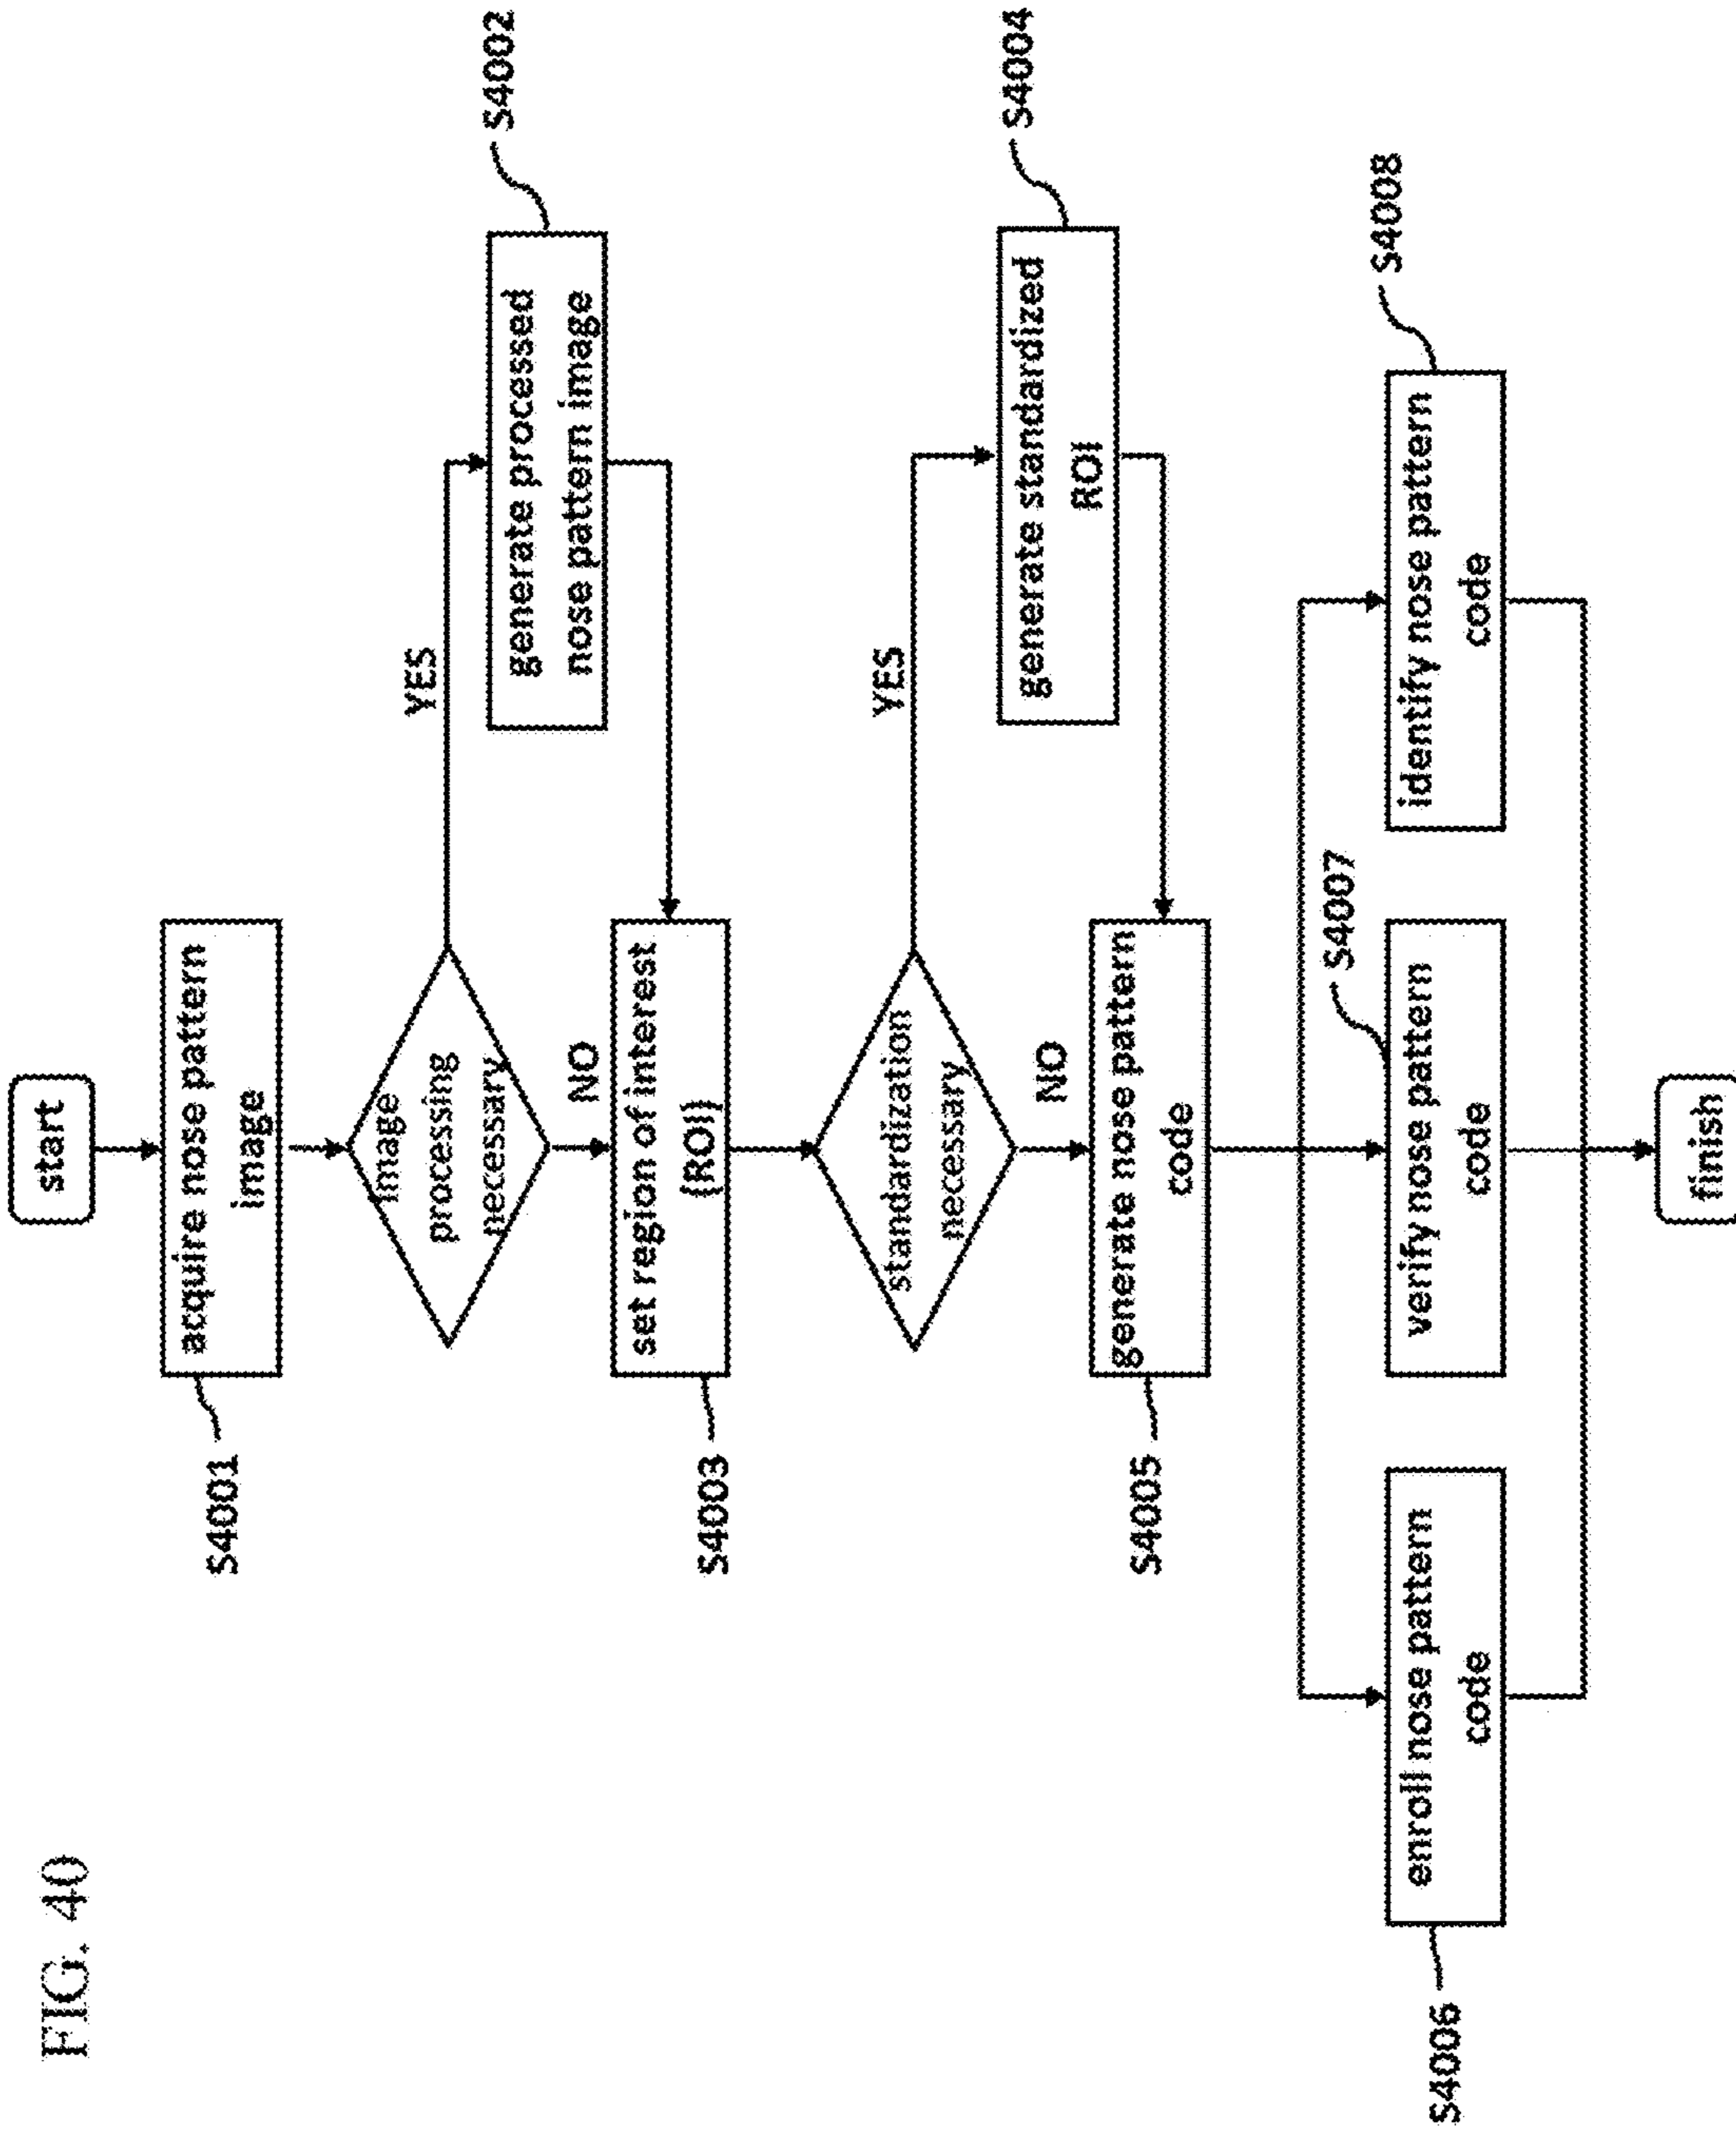 FIG. 40
start
acquire nose pattern
image
S4001
image
processing
necessary
YES
NO
generate processed
nose pattern image
S4002
set region of interest
(ROI)
S4003
standardization
necessary
YES
NO
generate standardized
ROI
S4004
generate nose pattern
code
S4005
enroll nose pattern
code
S4006
verify nose pattern
code
S4007
identify nose pattern
code
S4008
finish